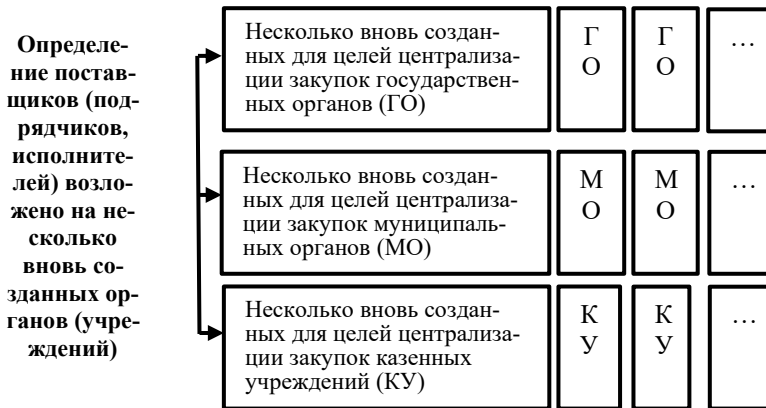 Определе-
ние постав-
щиков (под-
рядчиков,
исполните-
лей) возло-
жено на не-
сколько
вновь со-
зданных ор-
ганов (учре-
ждений)
Несколько вновь создан-
ных для целей централиза-
ции закупок государствен-
ных органов (ГО)
Г
О
Г
О
…
Несколько вновь создан-
ных для целей централиза-
ции закупок муниципаль-
ных органов (МО)
М
О
М
О
…
Несколько вновь создан-
ных для целей централиза-
ции закупок казенных
учреждений (КУ)
К
У
К
У
…